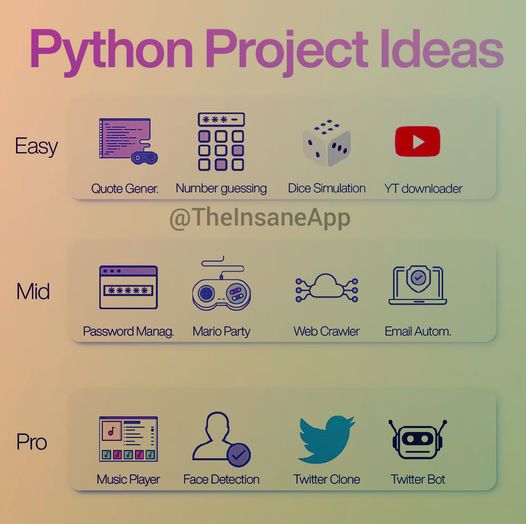 Python Project Ideas
Easy
Quote Gener. Number guessing Dice Simulation YT downloader
@TheInsaneApp
Mid
Password Manag. Mario Party Web Crawler Email Autom.
Pro
Music Player Face Detection Twitter Clone Twitter Bot